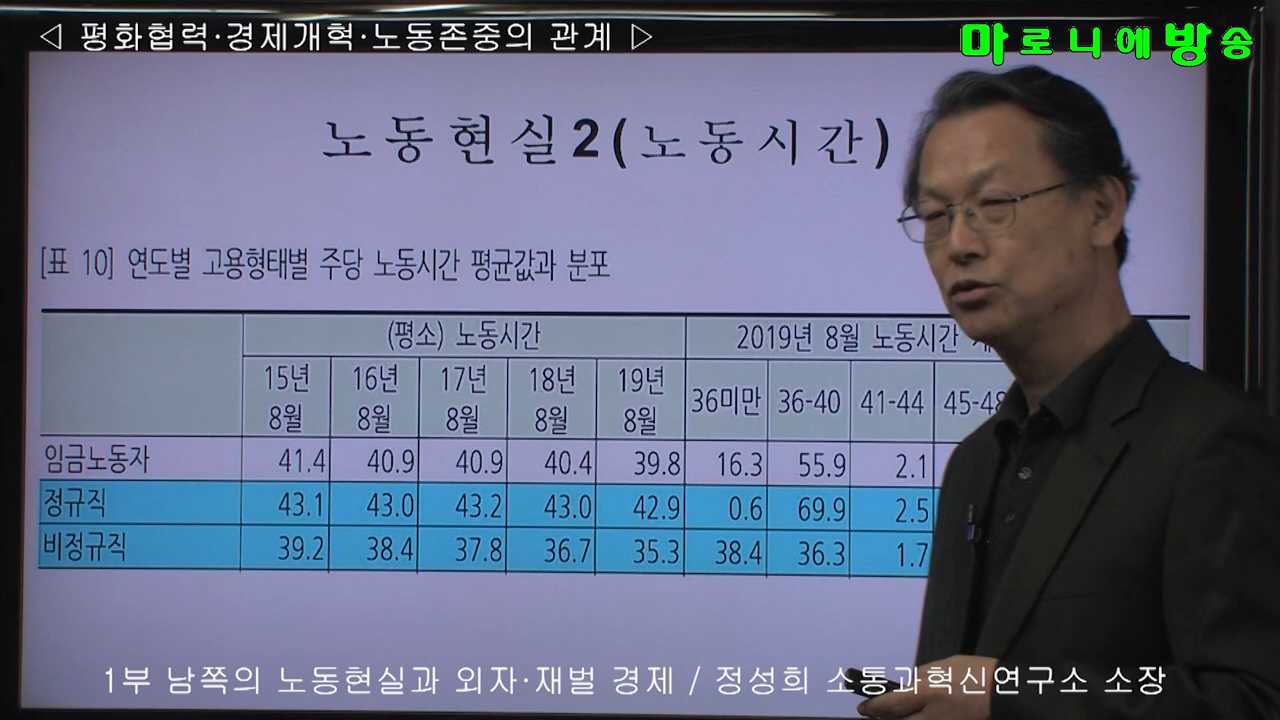 ◁ 평화협력·경제개혁·노동존중의 관계 ▷
마로니에방송
노동현실2(노동시간)
[표 10] 연도별 고용형태별 주당 노동시간 평균값과 분포
(평소) 노동시간 2019년 8월 노동시간
15년 8월 16년 8월 17년 8월 18년 8월 19년 8월 36미만 36-40 41-44 45-48
임금노동자 41.4 40.9 40.9 40.4 39.8 16.3 55.9 2.1
정규직 43.1 43.0 43.2 43.0 42.9 0.6 69.9 2.5
비정규직 39.2 38.4 37.8 36.7 35.3 38.4 36.3 1.7
1부 남쪽의 노동현실과 외자·재벌 경제 / 정성희 소통과혁신연구소 소장